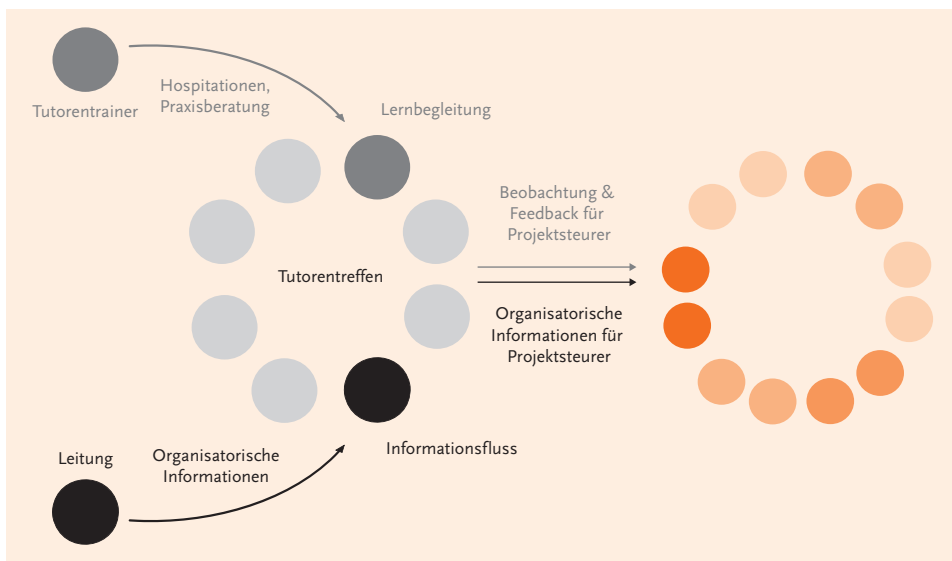 Hospitationen,
Praxisberatung
Tutorentrainer
Lernbegleitung
Beobachtung &
Feedback für
Projektsteurer
Tutorentreffen
Organisatorische
Informationen für
Projektsteurer
Leitung
Organisatorische
Informationen
Informationsfluss